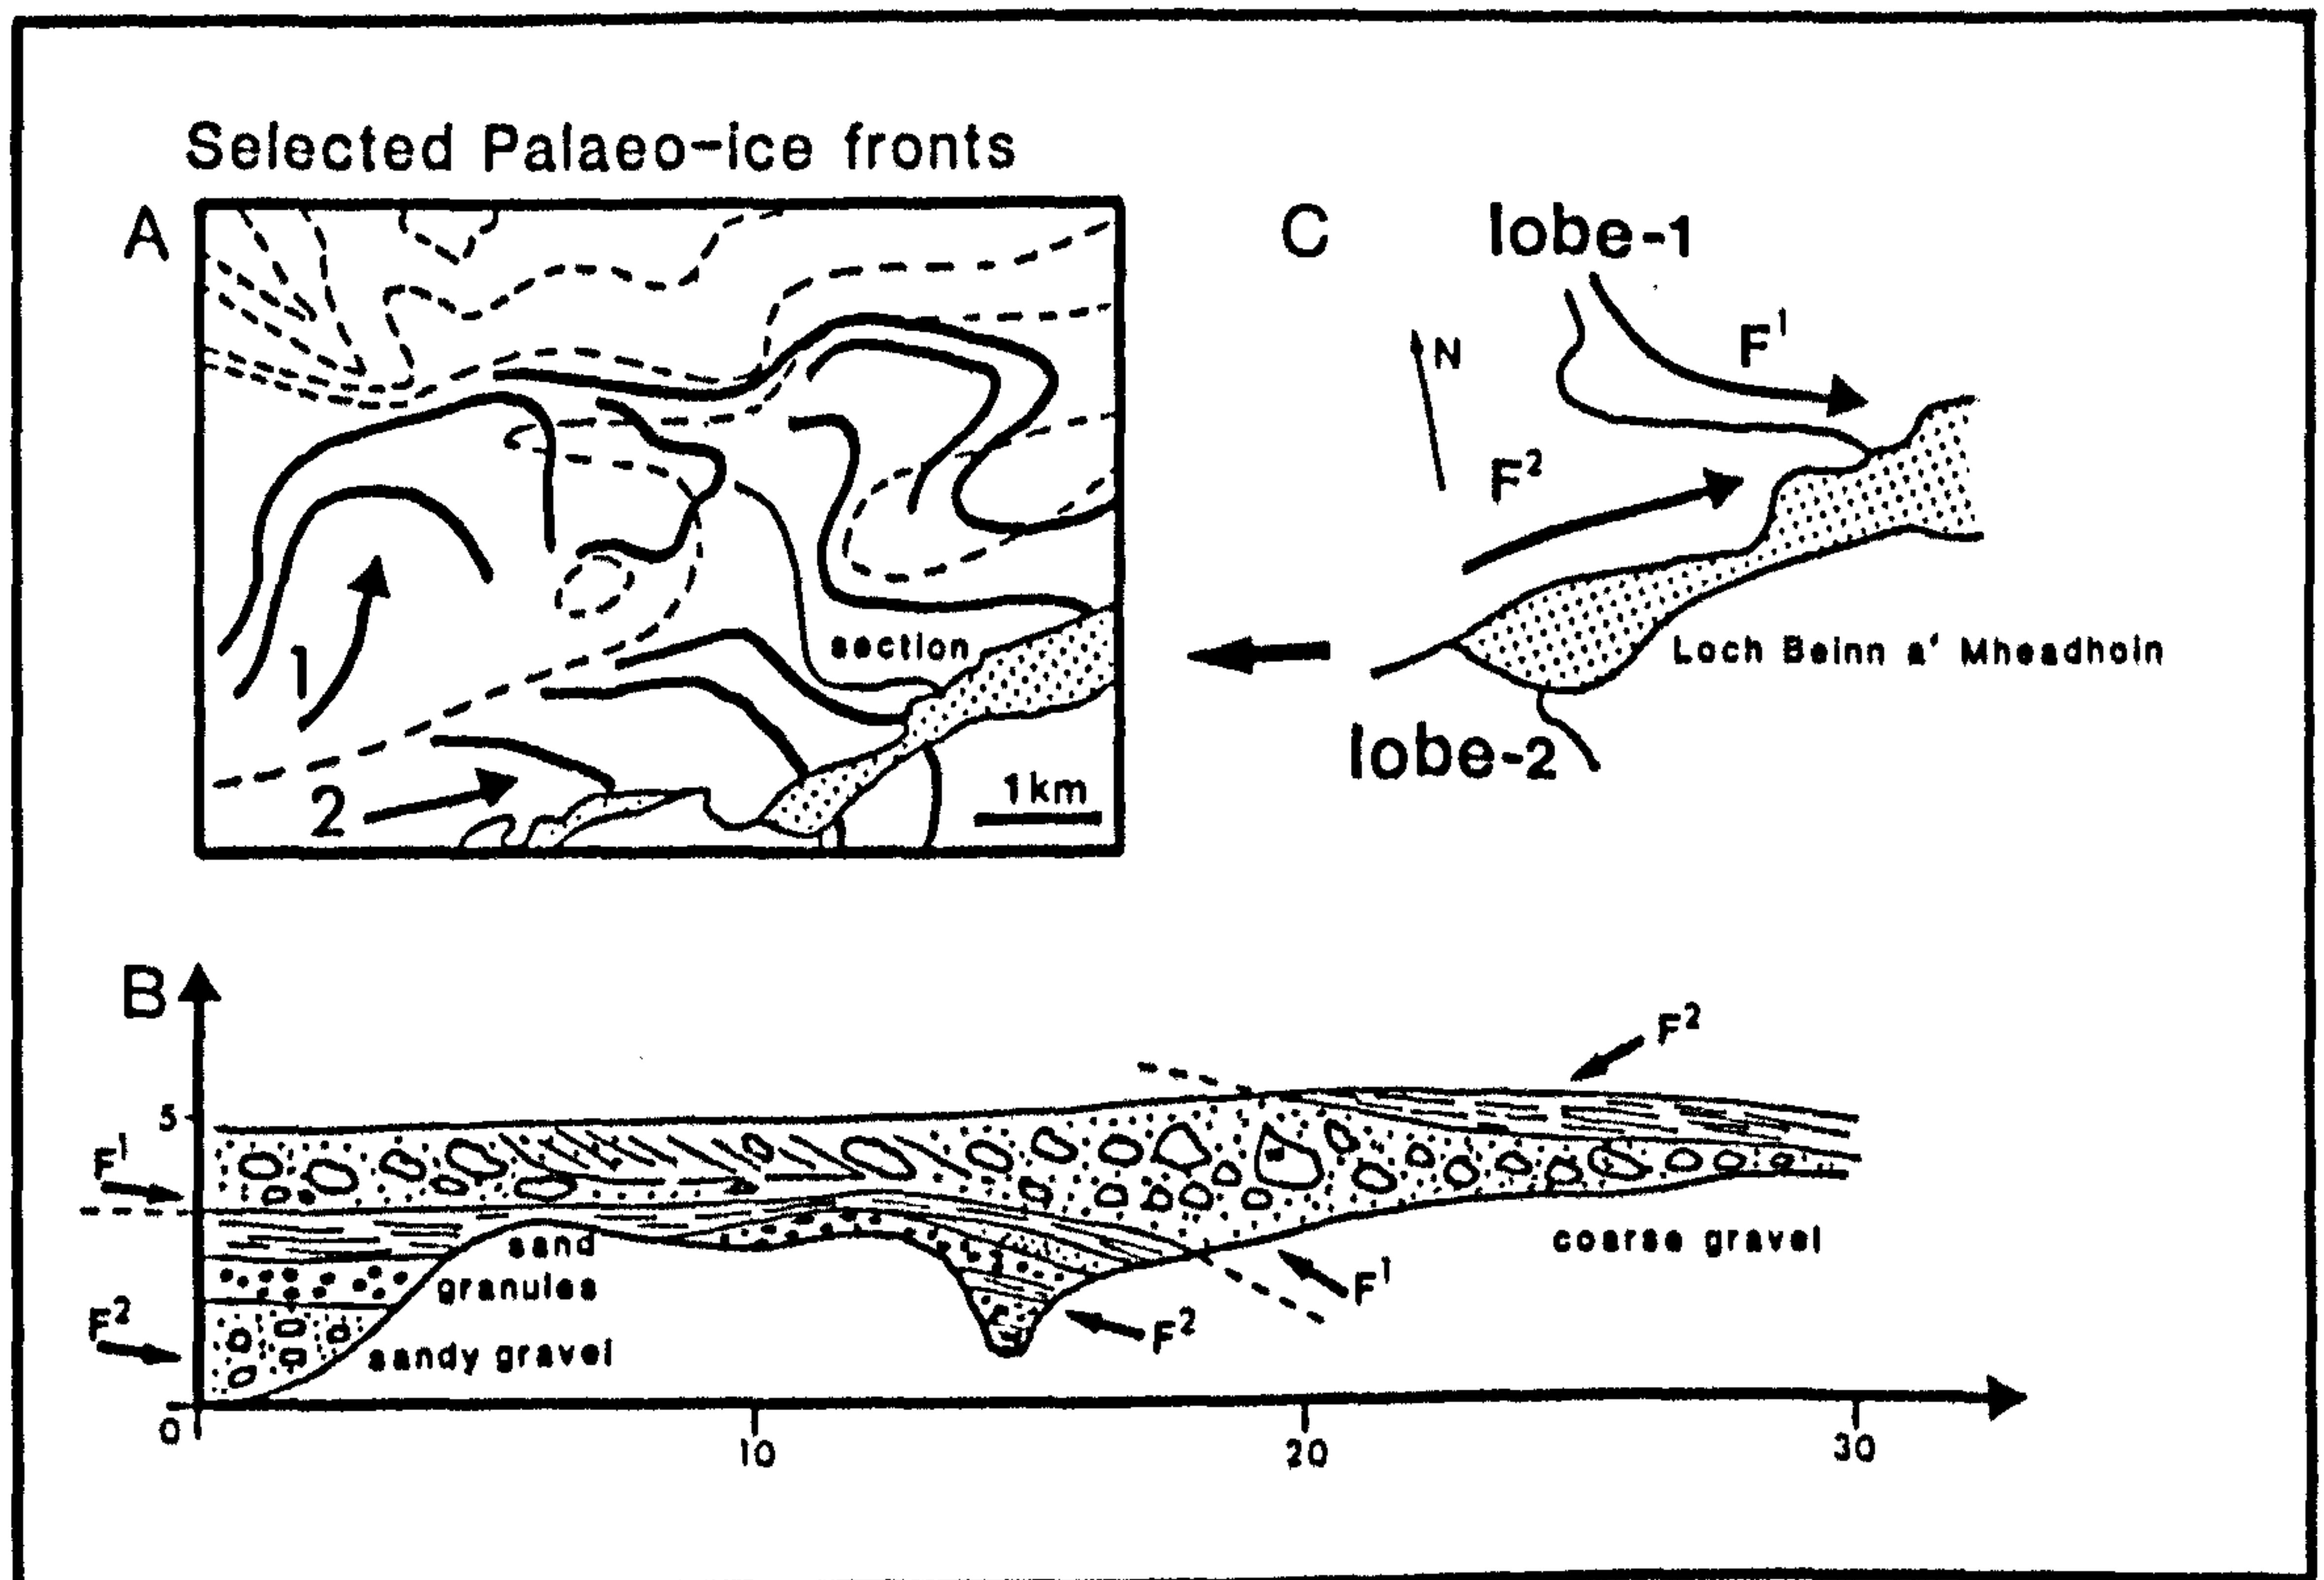 Selected Palaeo-ice fronts
A
1
2
section
1km
C
lobe-1
F¹
N
F²
Loch Beinn a' Mheadhoin
lobe-2
B
F²
5
F¹
sand
granules
coarse gravel
F¹
F²
F²
sandy gravel
0
10
20
30